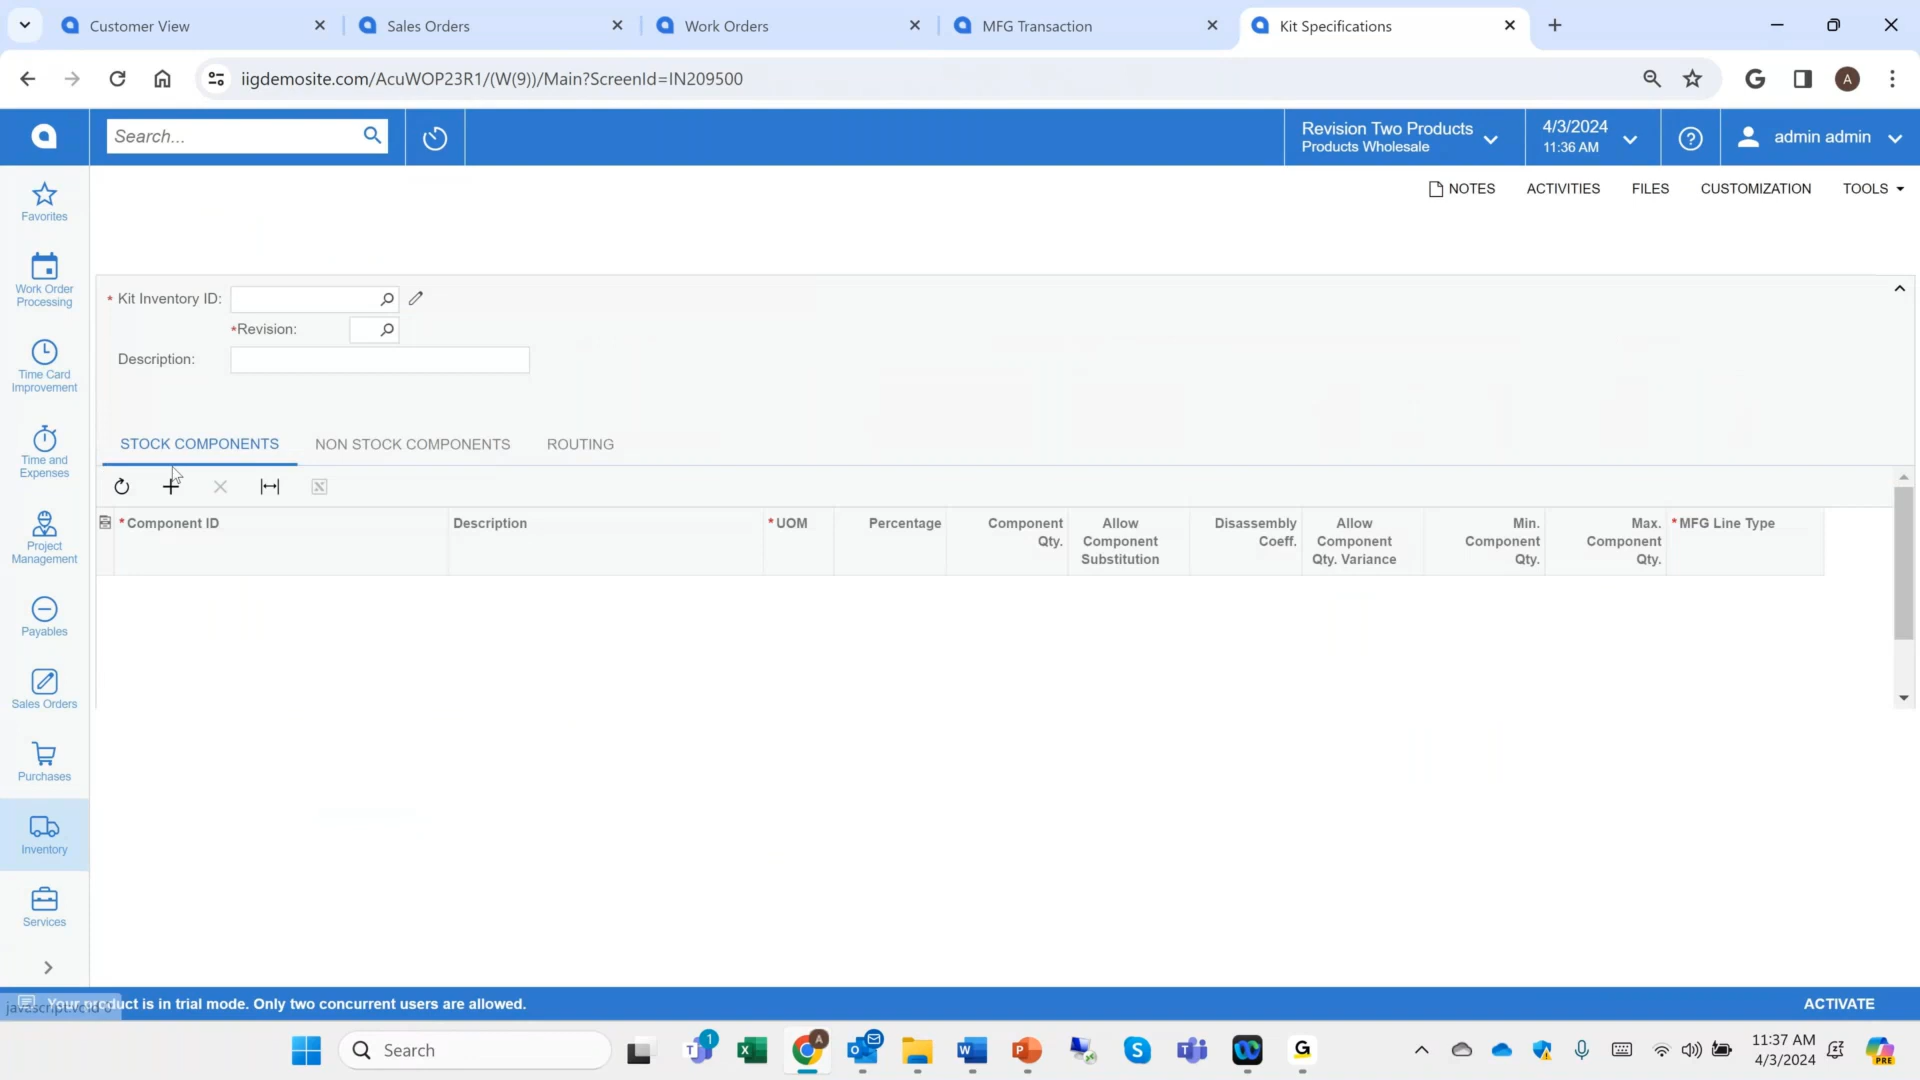 Customer View
Sales Orders
Work Orders
MFG Transaction
Kit Specifications
iigdemosite.com/AcuWOP23R1/(W(9))/Main?ScreenId=IN209500
A
Search...
Revision Two Products
Products Wholesale
4/3/2024
11:36 AM
admin admin
NOTES
ACTIVITIES
FILES
CUSTOMIZATION
TOOLS
Favorites
Work Order
Processing
Time Card
Improvement
Time and
Expenses
Project
Management
Payables
Sales Orders
Purchases
Inventory
Services
* Kit Inventory ID:
*Revision:
Description:
STOCK COMPONENTS
NON STOCK COMPONENTS
ROUTING
* Component ID
Description
* UOM
Percentage
Component
Qty.
Allow
Component
Substitution
Disassembly
Coeff.
Allow
Component
Qty. Variance
Min.
Component
Qty.
Max.
Component
Qty.
* MFG Line Type
Your product is in trial mode. Only two concurrent users are allowed.
ACTIVATE
Search
1
A
11:37 AM
4/3/2024
PRE